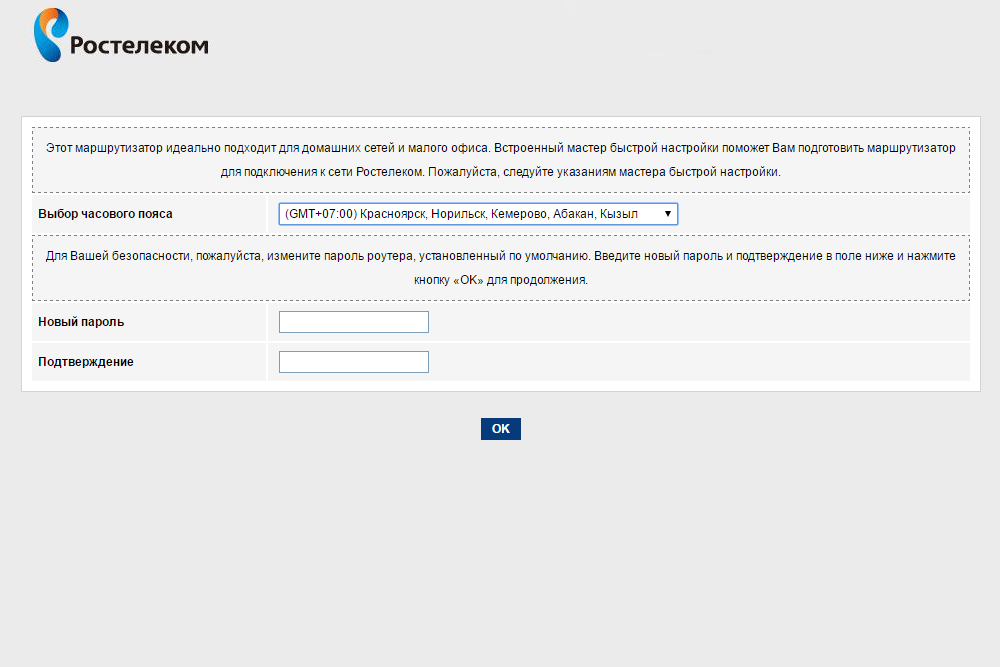 Ростелеком
Этот маршрутизатор идеально подходит для домашних сетей и малого офиса. Встроенный мастер быстрой настройки поможет Вам подготовить маршрутизатор
для подключения к сети Ростелеком. Пожалуйста, следуйте указаниям мастера быстрой настройки.
Выбор часового пояса
(GMT+07:00) Красноярск, Норильск, Кемерово, Абакан, Кызыл
Для Вашей безопасности, пожалуйста, измените пароль роутера, установленный по умолчанию. Введите новый пароль и подтверждение в поле ниже и нажмите
кнопку «ОК» для продолжения.
Новый пароль
Подтверждение
OK